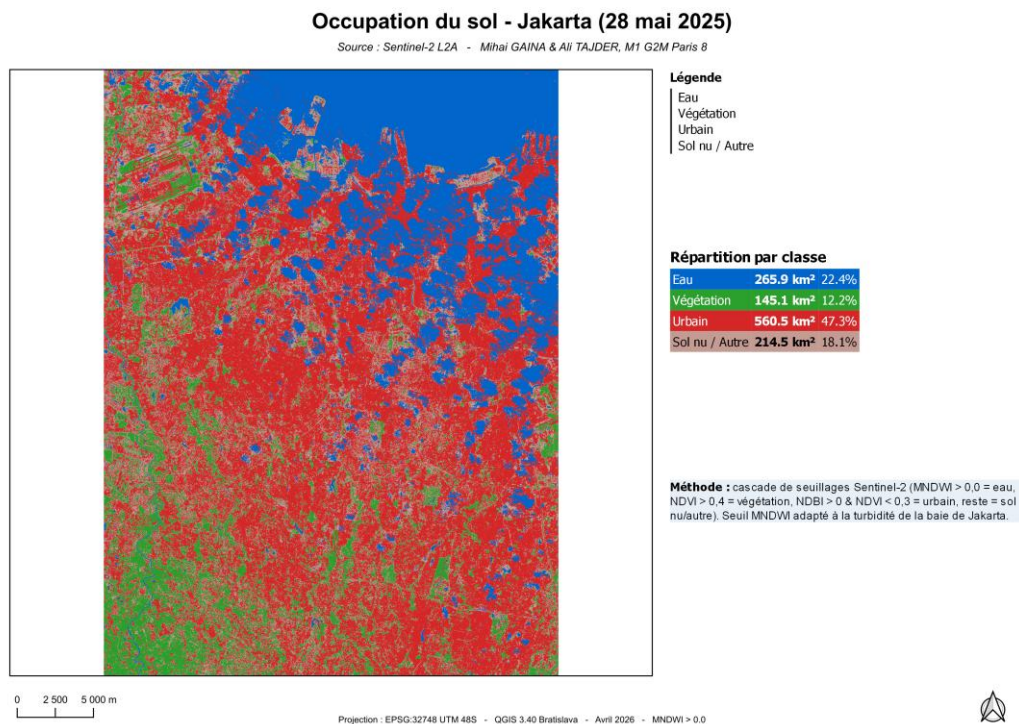 Occupation du sol - Jakarta (28 mai 2025)
Source : Sentinel-2 L2A - Mihai GAINA & Ali TAJDER, M1 G2M Paris 8
Légende
Eau
Végétation
Urbain
Sol nu / Autre
Répartition par classe
Eau 265.9 km² 22.4%
Végétation 145.1 km² 12.2%
Urbain 560.5 km² 47.3%
Sol nu / Autre 214.5 km² 18.1%
Méthode : cascade de seuillages Sentinel-2 (MNDWI > 0,0 = eau,
NDVI > 0,4 = végétation, NDBI > 0 & NDVI < 0,3 = urbain, reste = sol
nu/autre). Seuil MNDWI adapté à la turbidité de la baie de Jakarta.
0 2 500 5 000 m
Projection : EPSG:32748 UTM 48S - QGIS 3.40 Bratislava - Avril 2026 - MNDWI > 0.0